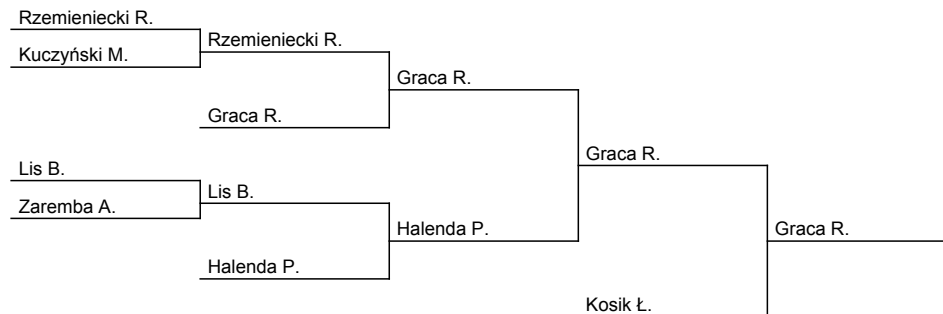 Rzemieniecki R.
Rzemieniecki R.
Kuczyński M.
Graca R.
Graca R.
Graca R.
Lis B.
Lis B.
Zaremba A.
Halenda P.
Graca R.
Halenda P.
Kosik Ł.